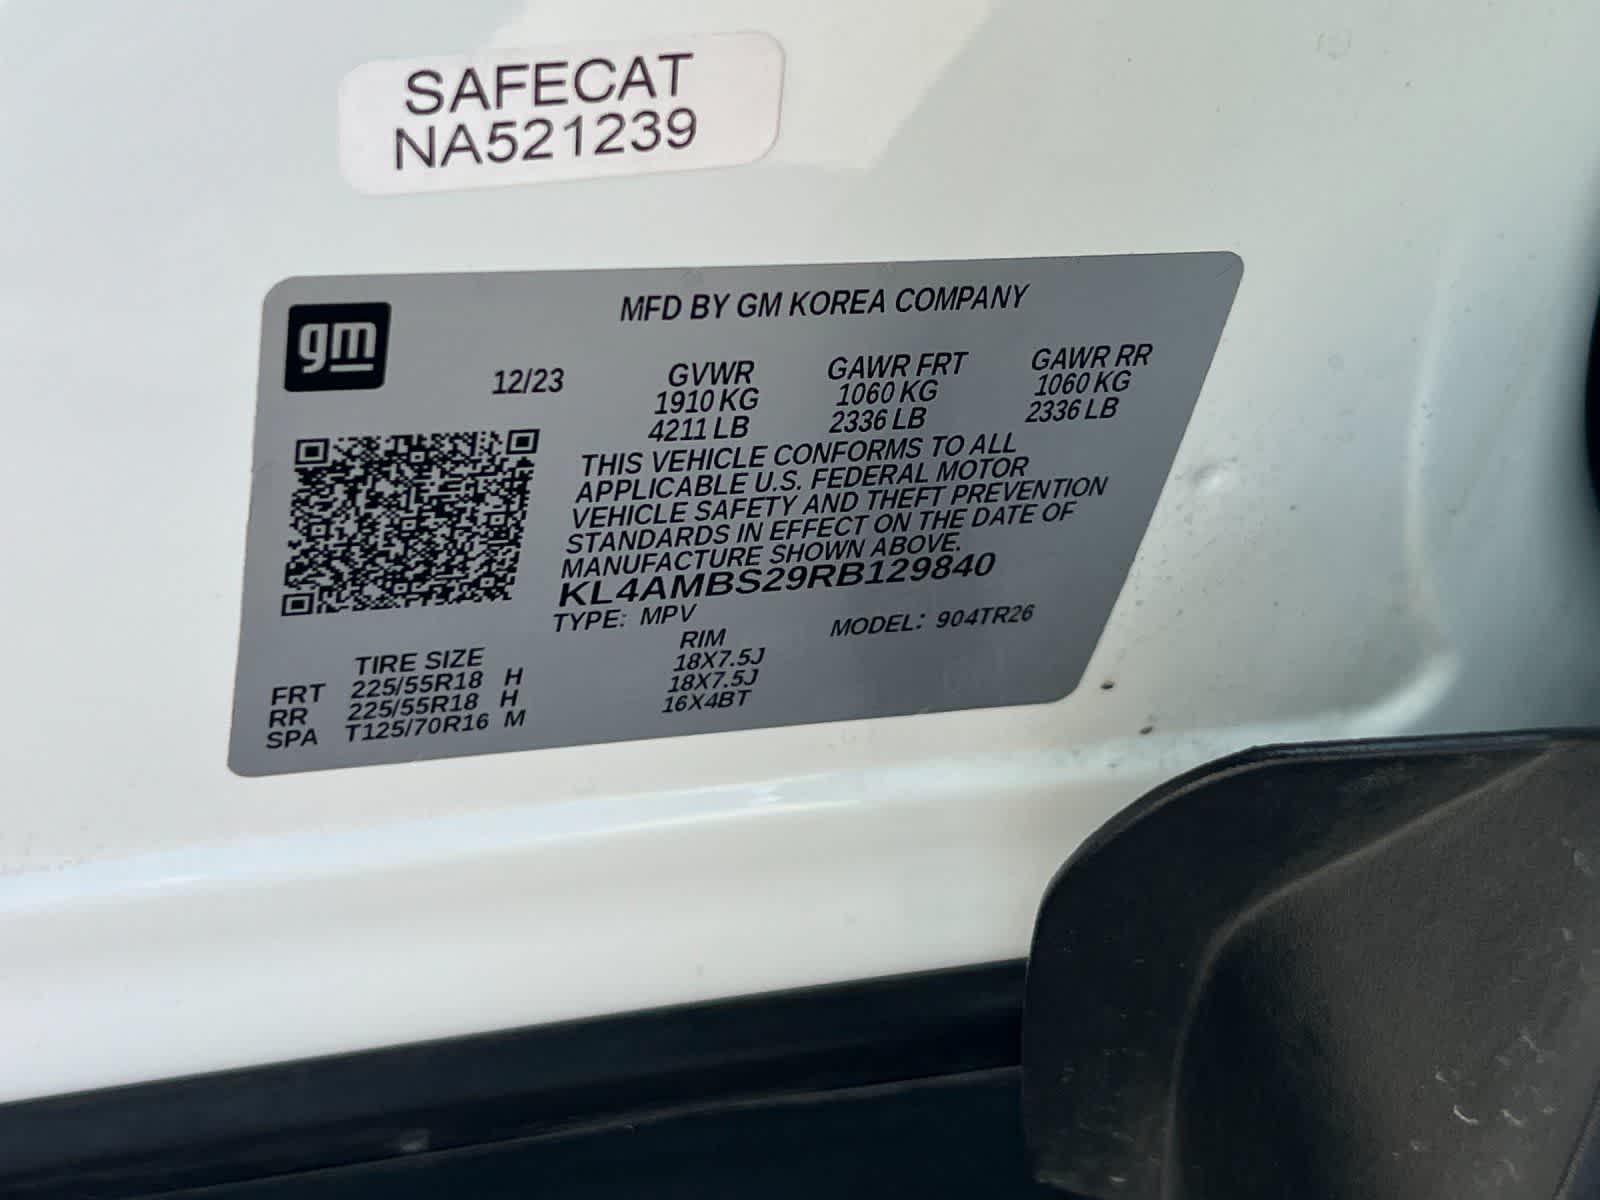 SAFECAT
NA521239
gm
MFD BY GM KOREA COMPANY
12/23
GVWR GAWR FRT GAWR RR
1910 KG 1060 KG 1060 KG
4211 LB 2336 LB 2336 LB
THIS VEHICLE CONFORMS TO ALL
APPLICABLE U.S. FEDERAL MOTOR
VEHICLE SAFETY AND THEFT PREVENTION
STANDARDS IN EFFECT ON THE DATE OF
MANUFACTURE SHOWN ABOVE.
KL4AMBS29RB129840
TYPE: MPV MODEL: 904TR26
TIRE SIZE RIM
FRT 225/55R18 H 18X7.5J
RR 225/55R18 H 18X7.5J
SPA T125/70R16 M 16X4BT